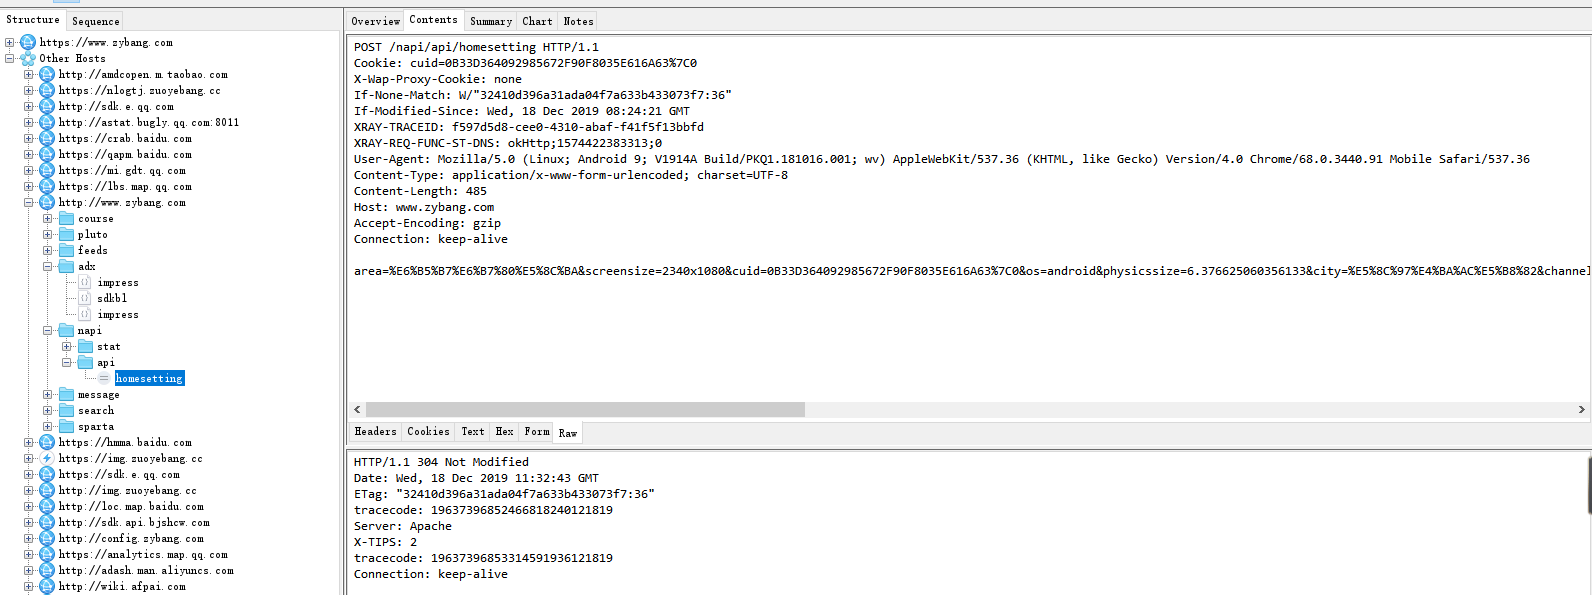 Structure Sequence
https://www.zybang.com
Other Hosts
http://amdcopen.m.taobao.com
https://nlogtj.zuoyebang.cc
http://sdk.e.qq.com
http://astat.bugly.qq.com:8011
https://crab.baidu.com
https://qapm.baidu.com
https://mi.gdt.qq.com
https://lbs.map.qq.com
http://www.zybang.com
course
pluto
feeds
adx
impress
sdkbl
impress
napi
stat
api
homesetting
message
search
sparta
https://hmma.baidu.com
https://img.zuoyebang.cc
https://sdk.e.qq.com
http://img.zuoyebang.cc
http://loc.map.baidu.com
http://sdk.api.bjshcw.com
http://config.zybang.com
https://analytics.map.qq.com
http://adash.man.aliyuncs.com
http://wiki.afpai.com
Overview Contents Summary Chart Notes
POST /napi/api/homesetting HTTP/1.1
Cookie: cuid=0B33D364092985672F90F8035E616A63%7C0
X-Wap-Proxy-Cookie: none
If-None-Match: W/"32410d396a31ada04f7a633b433073f7:36"
If-Modified-Since: Wed, 18 Dec 2019 08:24:21 GMT
XRAY-TRACEID: f597d5d8-cee0-4310-abaf-f41f5f13bbfd
XRAY-REQ-FUNC-ST-DNS: okHttp;1574422383313;0
User-Agent: Mozilla/5.0 (Linux; Android 9; V1914A Build/PKQ1.181016.001; wv) AppleWebKit/537.36 (KHTML, like Gecko) Version/4.0 Chrome/68.0.3440.91 Mobile Safari/537.36
Content-Type: application/x-www-form-urlencoded; charset=UTF-8
Content-Length: 485
Host: www.zybang.com
Accept-Encoding: gzip
Connection: keep-alive
area=%E6%B5%B7%E6%B7%80%E5%8C%BA&screensize=2340x1080&cuid=0B33D364092985672F90F8035E616A63%7C0&os=android&physicssize=6.376625060356133&city=%E5%8C%97%E4%BA%AC%E5%B8%82&channel
Headers Cookies Text Hex Form Raw
HTTP/1.1 304 Not Modified
Date: Wed, 18 Dec 2019 11:32:43 GMT
ETag: "32410d396a31ada04f7a633b433073f7:36"
tracecode: 19637396852466818240121819
Server: Apache
X-TIPS: 2
tracecode: 19637396853314591936121819
Connection: keep-alive